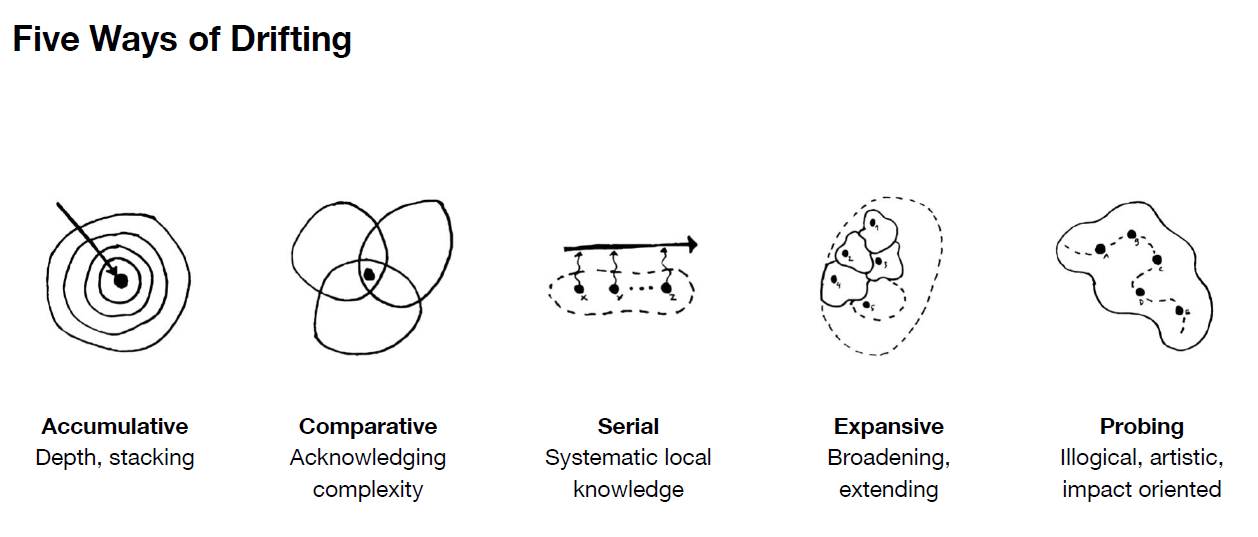 Five Ways of Drifting
x y z
1
2
3
4
5
A
B
C
D
E
Accumulative
Depth, stacking
Comparative
Acknowledging
complexity
Serial
Systematic local
knowledge
Expansive
Broadening,
extending
Probing
Illogical, artistic,
impact oriented